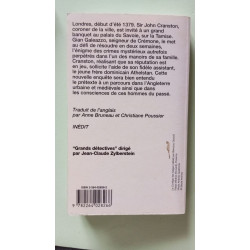 Londres, début d'été 1379. Sir John Cranston,
coroner de la ville, est invité à un grand
banquet au palais du Savoie, sur la Tamise.
Gian Galeazzo, seigneur de Crémone, le met
au défi de résoudre en deux semaines,
l'énigme des crimes mystérieux autrefois
perpétrés dans l'un des manoirs de sa famille.
Cranston, réalisant que sa réputation est
en jeu, sollicite l'aide de son fidèle assistant,
le jeune frère dominicain Athelstan. Cette
nouvelle enquête sera bien entendu le
prétexte à un parcours dans l'Angleterre
urbaine et médiévale ainsi que dans
les consciences de ces hommes du passé.
Traduit de l'anglais
par Anne Bruneau et Christiane Poussier
INÉDIT
"Grands détectives" dirigé
par Jean-Claude Zylberstein